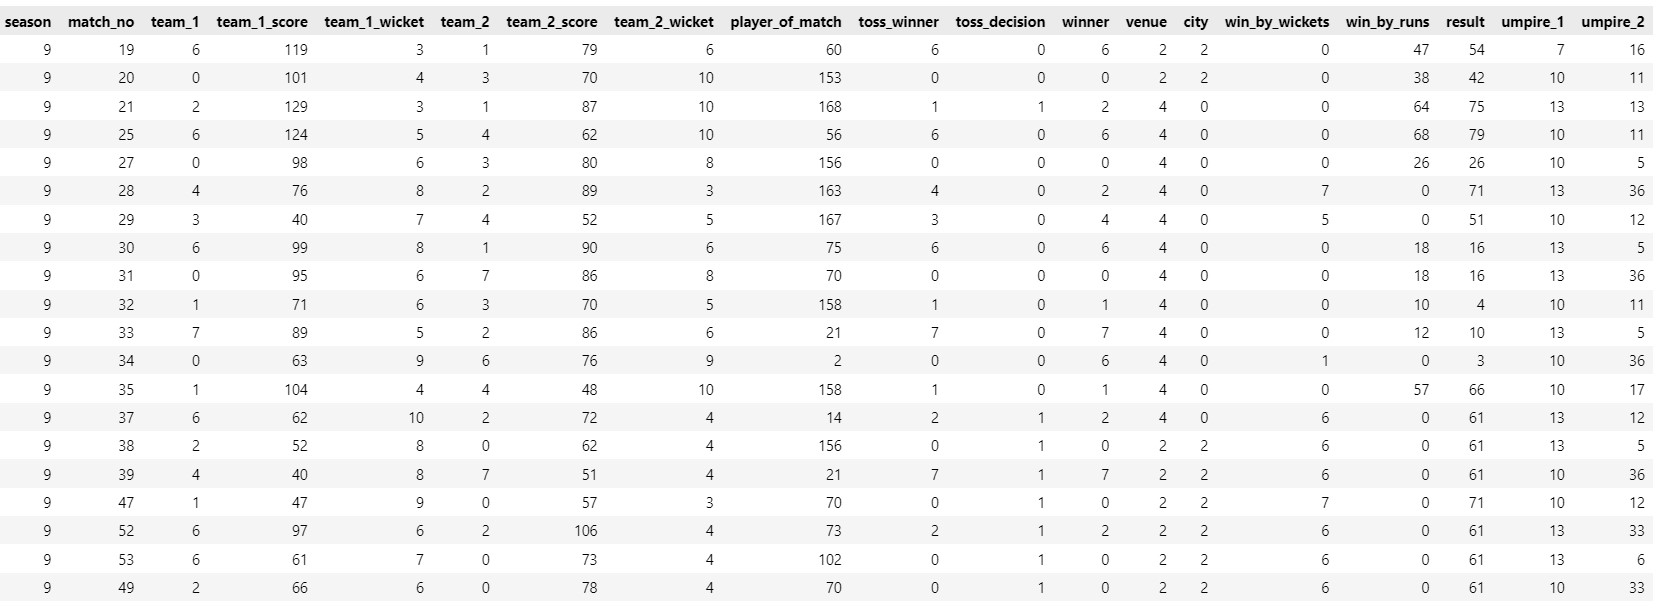 season match_no team_1 team_1_score team_1_wicket team_2 team_2_score team_2_wicket player_of_match toss_winner toss_decision winner venue city win_by_wickets win_by_runs result umpire_1 umpire_2
9 19 6 119 3 1 79 6 60 6 0 6 2 2 0 47 54 7 16
9 20 0 101 4 3 70 10 153 0 0 0 2 2 0 38 42 10 11
9 21 2 129 3 1 87 10 168 1 1 2 4 0 0 64 75 13 13
9 25 6 124 5 4 62 10 56 6 0 6 4 0 0 68 79 10 11
9 27 0 98 6 3 80 8 156 0 0 0 4 0 0 26 26 10 5
9 28 4 76 8 2 89 3 163 4 0 2 4 0 7 0 71 13 36
9 29 3 40 7 4 52 5 167 3 0 4 4 0 5 0 51 10 12
9 30 6 99 8 1 90 6 75 6 0 6 4 0 0 18 16 13 5
9 31 0 95 6 7 86 8 70 0 0 0 4 0 0 18 16 13 36
9 32 1 71 6 3 70 5 158 1 0 1 4 0 0 10 4 10 11
9 33 7 89 5 2 86 6 21 7 0 7 4 0 0 12 10 13 5
9 34 0 63 9 6 76 9 2 0 0 6 4 0 1 0 3 10 36
9 35 1 104 4 4 48 10 158 1 0 1 4 0 0 57 66 10 17
9 37 6 62 10 2 72 4 14 2 1 2 4 0 6 0 61 13 12
9 38 2 52 8 0 62 4 156 0 1 0 2 2 6 0 61 13 5
9 39 4 40 8 7 51 4 21 7 1 7 2 2 6 0 61 10 36
9 47 1 47 9 0 57 3 70 0 1 0 2 2 7 0 71 10 12
9 52 6 97 6 2 106 4 73 2 1 2 2 2 6 0 61 13 33
9 53 6 61 7 0 73 4 102 0 1 0 2 2 6 0 61 13 6
9 49 2 66 6 0 78 4 70 0 1 0 2 2 6 0 61 10 33